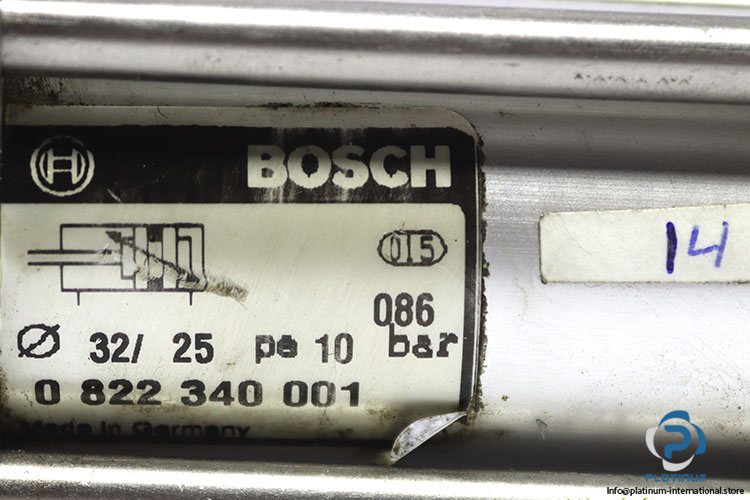 BOSCH
015
086
Ø 32/ 25 pe 10 bar
0 822 340 001
Made in Germany
14
PLATINUM
info@platinum-international.store